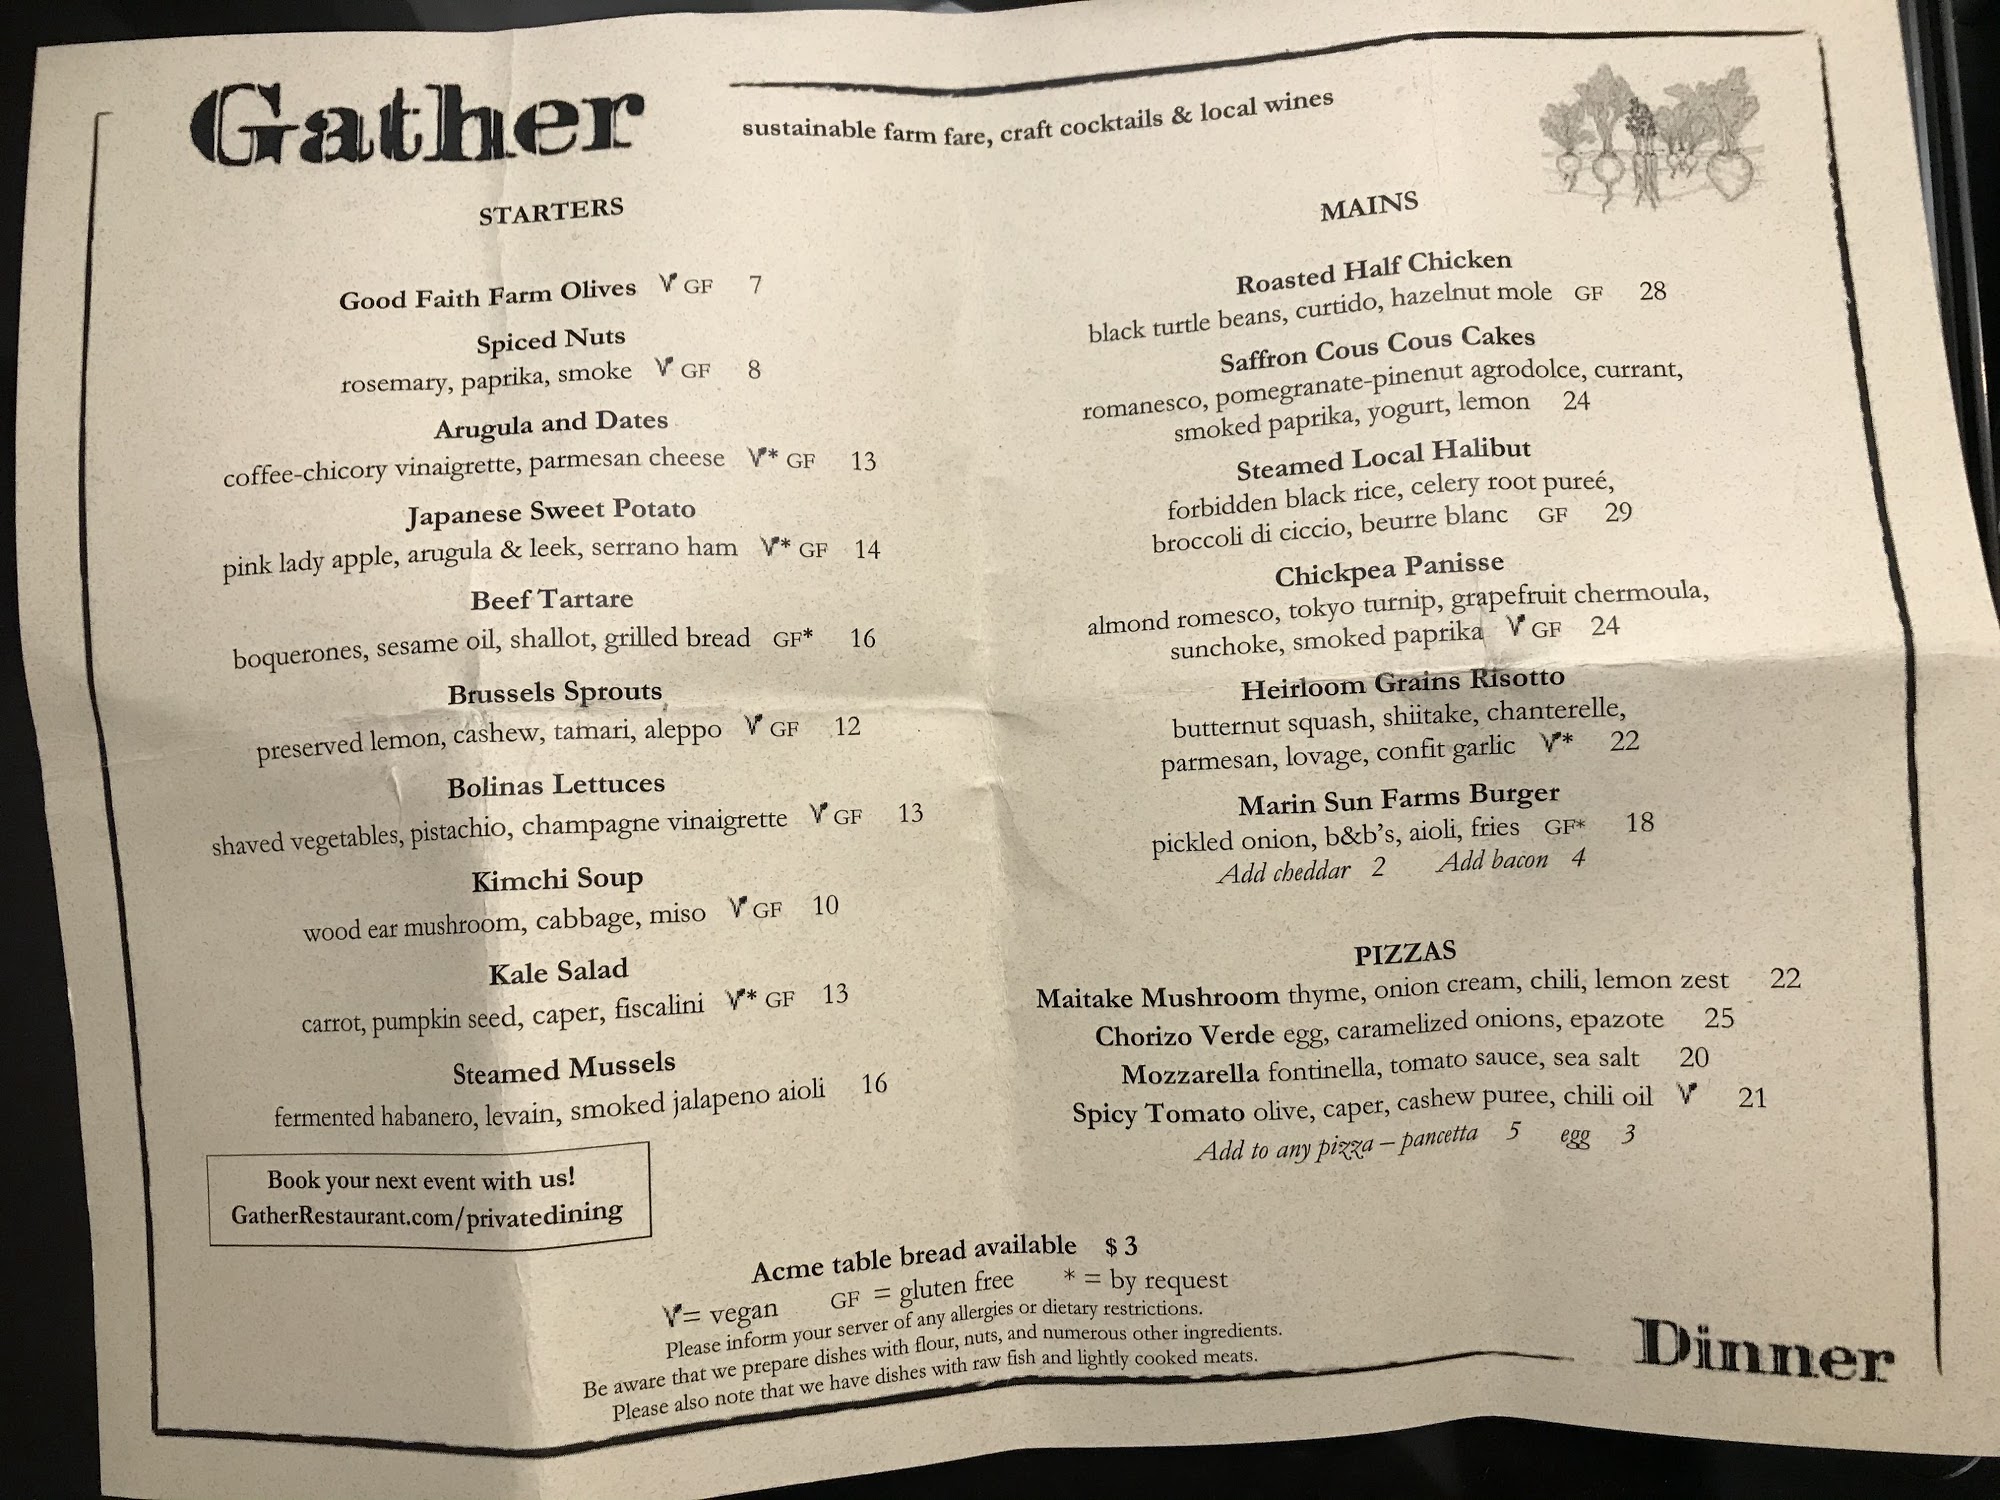 Gather
sustainable farm fare, craft cocktails & local wines
STARTERS
Good Faith Farm Olives V GF 7
Spiced Nuts
rosemary, paprika, smoke V GF 8
Arugula and Dates
coffee-chicory vinaigrette, parmesan cheese V* GF 13
Japanese Sweet Potato
pink lady apple, arugula & leek, serrano ham V* GF 14
Beef Tartare
boquerones, sesame oil, shallot, grilled bread GF* 16
Brussels Sprouts
preserved lemon, cashew, tamari, aleppo V GF 12
Bolinas Lettuces
shaved vegetables, pistachio, champagne vinaigrette V GF 13
Kimchi Soup
wood ear mushroom, cabbage, miso V GF 10
Kale Salad
carrot, pumpkin seed, caper, fiscalini V* GF 13
Steamed Mussels
fermented habanero, levain, smoked jalapeno aioli 16
Book your next event with us!
GatherRestaurant.com/privatedining
MAINS
Roasted Half Chicken
black turtle beans, curtido, hazelnut mole GF 28
Saffron Cous Cous Cakes
romanesco, pomegranate-pinenut agrodolce, currant,
smoked paprika, yogurt, lemon 24
Steamed Local Halibut
forbidden black rice, celery root pureé,
broccoli di ciccio, beurre blanc GF 29
Chickpea Panisse
almond romesco, tokyo turnip, grapefruit chermoula,
sunchoke, smoked paprika V GF 24
Heirloom Grains Risotto
butternut squash, shiitake, chanterelle,
parmesan, lovage, confit garlic V* 22
Marin Sun Farms Burger
pickled onion, b&b's, aioli, fries GF* 18
Add cheddar 2 Add bacon 4
PIZZAS
Maitake Mushroom thyme, onion cream, chili, lemon zest 22
Chorizo Verde egg, caramelized onions, epazote 25
Mozzarella fontinella, tomato sauce, sea salt 20
Spicy Tomato olive, caper, cashew puree, chili oil V 21
Add to any pizza – pancetta 5 egg 3
Acme table bread available $ 3
V= vegan GF = gluten free * = by request
Please inform your server of any allergies or dietary restrictions.
Be aware that we prepare dishes with flour, nuts, and numerous other ingredients.
Please also note that we have dishes with raw fish and lightly cooked meats.
Dinner